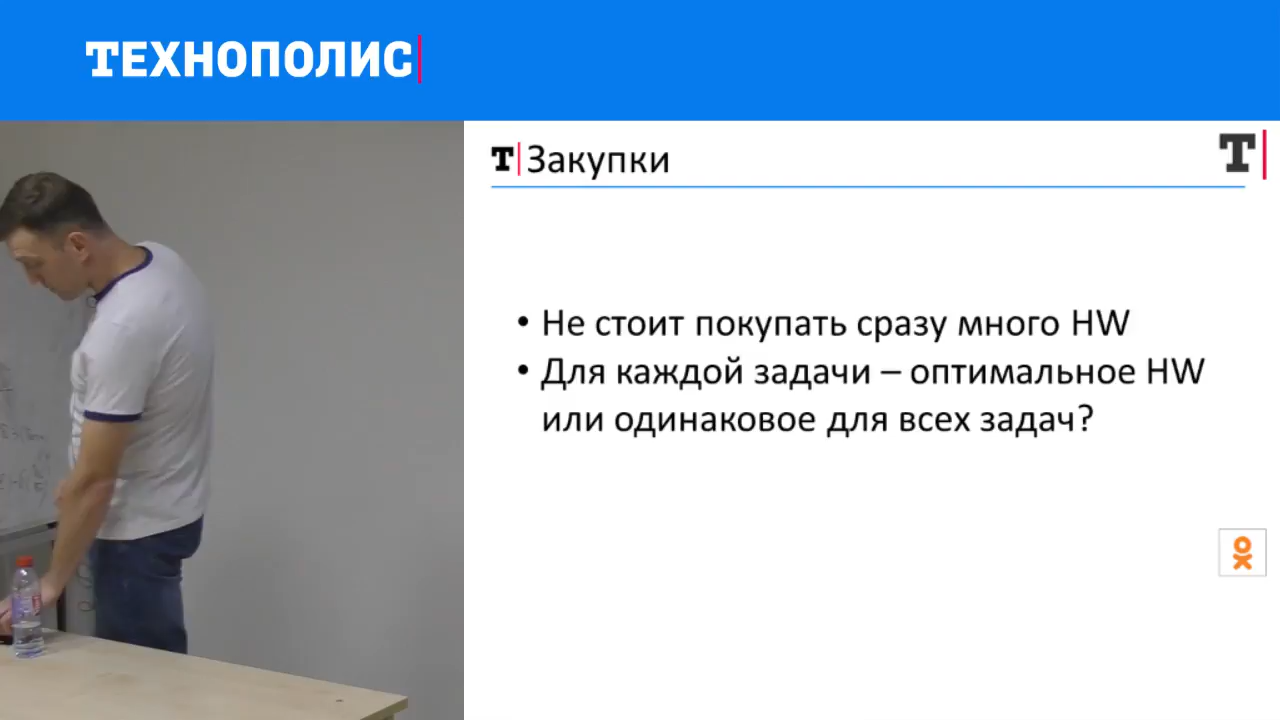 ТЕХНОПОЛИС
Т Закупки
Т
• Не стоит покупать сразу много HW
• Для каждой задачи – оптимальное HW
или одинаковое для всех задач?